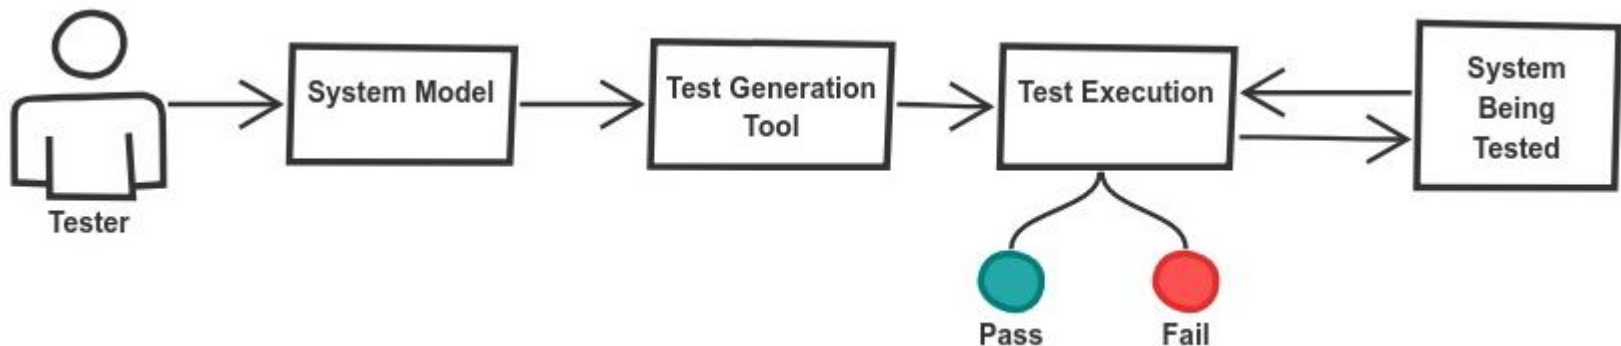 Tester
System Model
Test Generation
Tool
Test Execution
System
Being
Tested
Pass
Fail